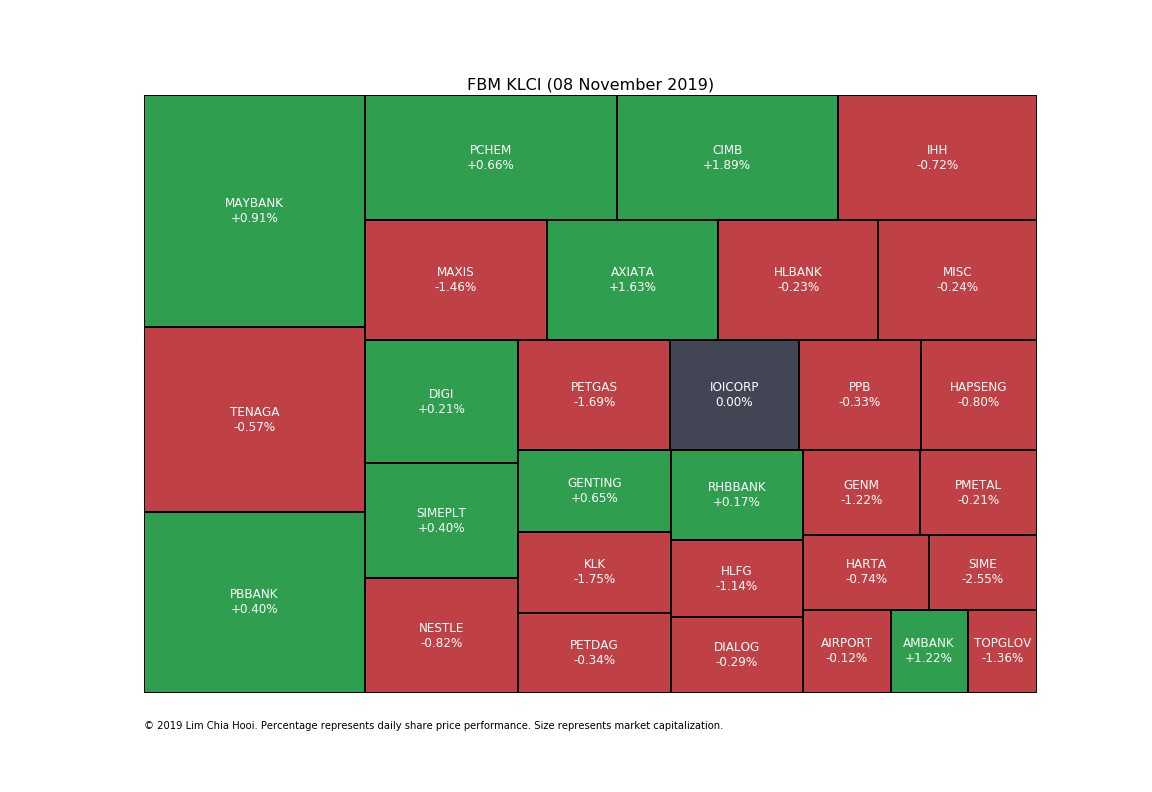 FBM KLCI (08 November 2019)
MAYBANK
+0.91%
PCHEM
+0.66%
CIMB
+1.89%
IHH
-0.72%
MAXIS
-1.46%
AXIATA
+1.63%
HLBANK
-0.23%
MISC
-0.24%
TENAGA
-0.57%
DIGI
+0.21%
PETGAS
-1.69%
IOICORP
0.00%
PPB
-0.33%
HAPSENG
-0.80%
PBBANK
+0.40%
SIMEPLT
+0.40%
NESTLE
-0.82%
GENTING
+0.65%
KLK
-1.75%
PETDAG
-0.34%
RHBBANK
+0.17%
HLFG
-1.14%
DIALOG
-0.29%
GENM
-1.22%
PMETAL
-0.21%
HARTA
-0.74%
SIME
-2.55%
AIRPORT
-0.12%
AMBANK
+1.22%
TOPGLOV
-1.36%
© 2019 Lim Chia Hooi. Percentage represents daily share price performance. Size represents market capitalization.